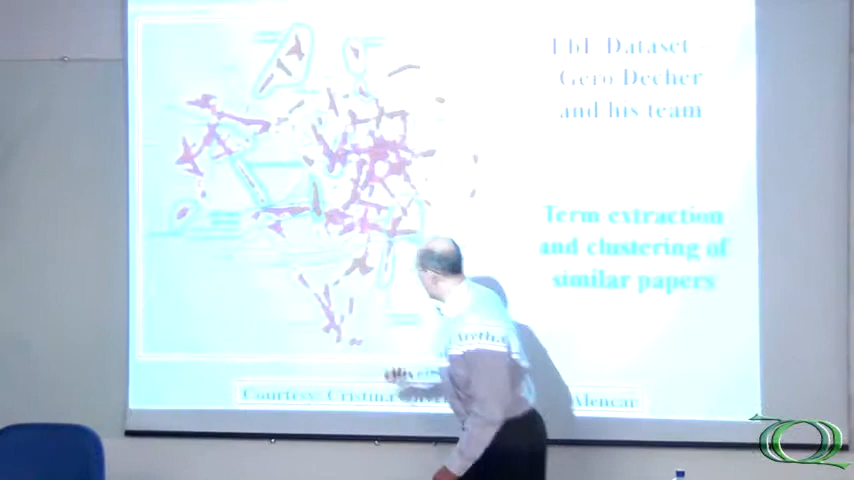 LbL Dataset
Gero Decher
and his team
Term extraction
and clustering of
similar papers
Courtesy: Cristina Alencar